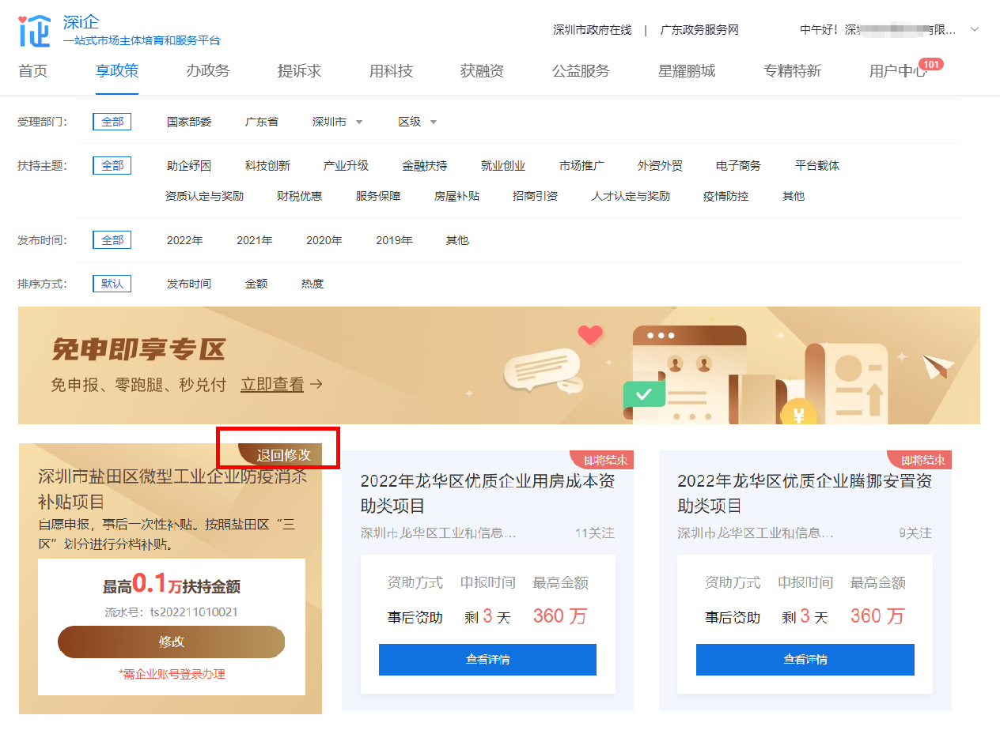 深i企
一站式市场主体培育和服务平台
深圳市政府在线 | 广东政务服务网 中午好！深圳 有限...
首页 享政策 办政务 提诉求 用科技 获融资 公益服务 星耀鹏城 专精特新 用户中心 101
受理部门： 全部 国家部委 广东省 深圳市 区级
扶持主题： 全部 助企纾困 科技创新 产业升级 金融扶持 就业创业 市场推广 外资外贸 电子商务 平台载体
资质认定与奖励 财税优惠 服务保障 房屋补贴 招商引资 人才认定与奖励 疫情防控 其他
发布时间： 全部 2022年 2021年 2020年 2019年 其他
排序方式： 默认 发布时间 金额 热度
免申即享专区
免申报、零跑腿、秒兑付 立即查看 →
¥
退回修改
深圳市盐田区微型工业企业防疫消杀
补贴项目
自愿申报，事后一次性补贴。按照盐田区“三
区”划分进行分档补贴。
最高0.1万扶持金额
流水号：ts202211010021
修改
*需企业账号登录办理
即将结束
2022年龙华区优质企业用房成本资
助类项目
深圳市龙华区工业和信息... 11关注
资助方式 申报时间 最高金额
事后资助 剩 3 天 360 万
查看详情
即将结束
2022年龙华区优质企业腾挪安置资
助类项目
深圳市龙华区工业和信息... 9关注
资助方式 申报时间 最高金额
事后资助 剩 3 天 360 万
查看详情